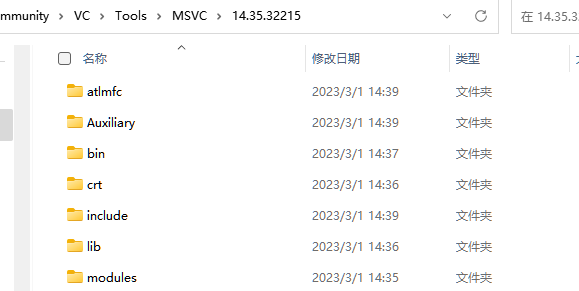 mmunity > VC > Tools > MSVC > 14.35.32215 在 14.35.3
名称 修改日期 类型
atlmfc 2023/3/1 14:39 文件夹
Auxiliary 2023/3/1 14:39 文件夹
bin 2023/3/1 14:37 文件夹
crt 2023/3/1 14:36 文件夹
include 2023/3/1 14:39 文件夹
lib 2023/3/1 14:36 文件夹
modules 2023/3/1 14:35 文件夹